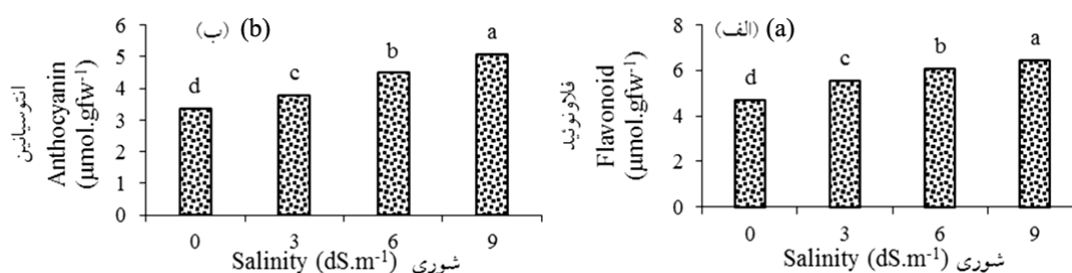 (ب) (b)
انتوسیانین
Anthocyanin
(µmol.gfw-1)
6
5
4
3
2
1
0
d
c
b
a
0 3 6 9
Salinity (dS.m-1) شوری
(الف) (a)
فلاونوئید
Flavonoid
(µmol.gfw-1)
8
6
4
2
0
d
c
b
a
0 3 6 9
Salinity (dS.m-1) شوری